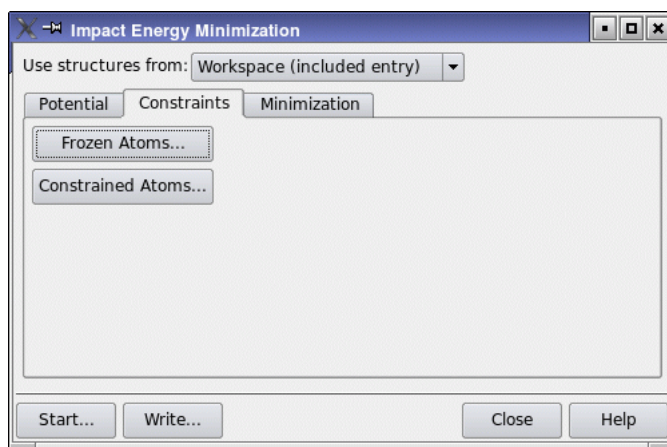 Impact Energy Minimization
Use structures from: Workspace (included entry)
Potential Constraints Minimization
Frozen Atoms...
Constrained Atoms...
Start... Write... Close Help